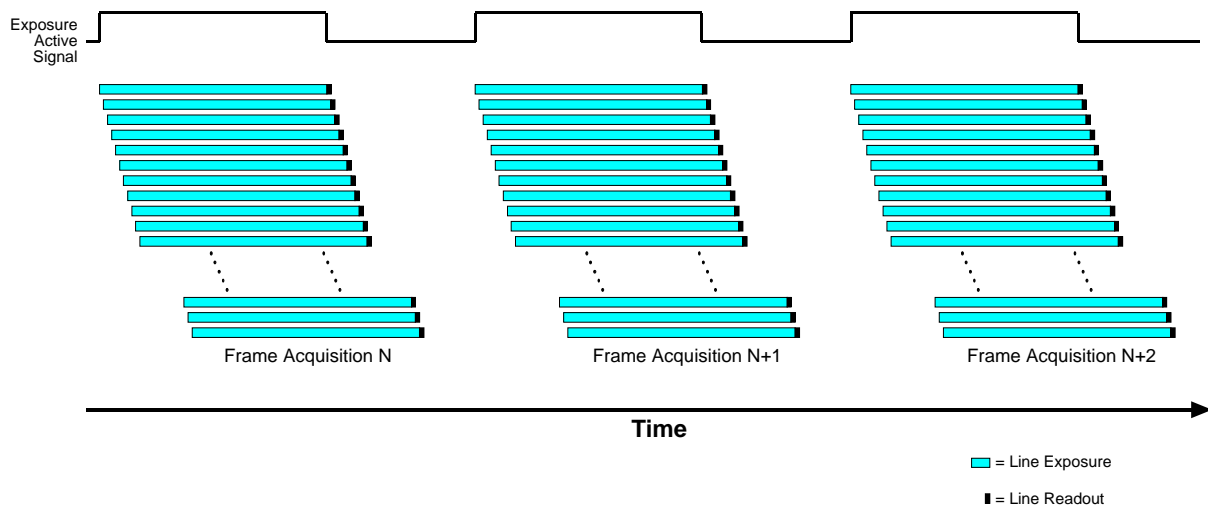 Exposure
Active
Signal
Frame Acquisition N
Frame Acquisition N+1
Frame Acquisition N+2
Time
= Line Exposure
= Line Readout